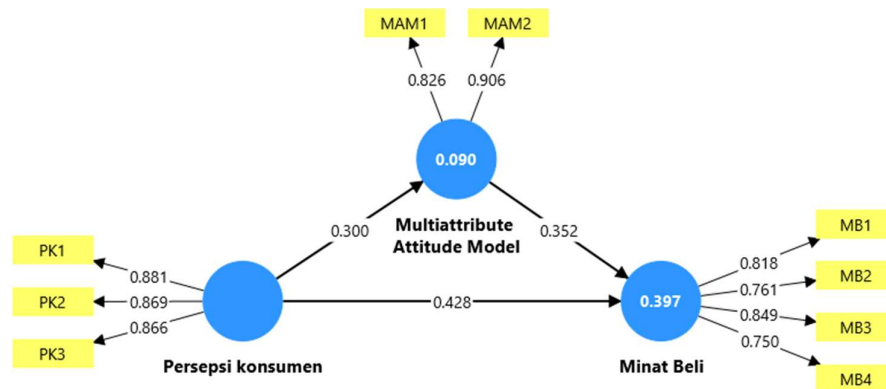 MAM1
MAM2
0.826
0.906
0.090
Multiattribute
Attitude Model
0.300
0.352
PK1
PK2
PK3
0.881
0.869
0.866
Persepsi konsumen
0.428
0.397
Minat Beli
0.818
0.761
0.849
0.750
MB1
MB2
MB3
MB4